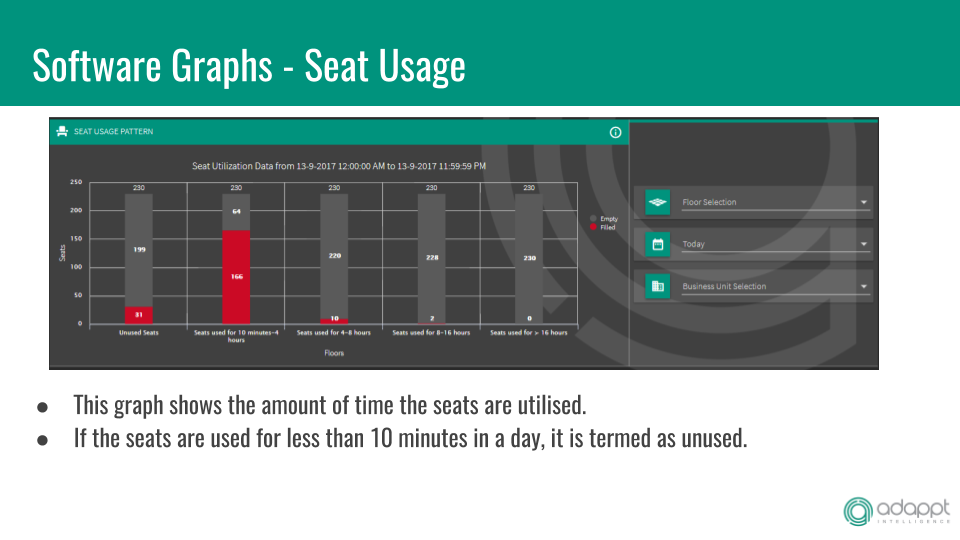 Software Graphs - Seat Usage
SEAT USAGE PATTERN
Seat Utilization Data from 13-9-2017 12:00:00 AM to 13-9-2017 11:59:59 PM
250
200
150
100
50
0
Seats
230
230
230
230
230
199
64
220
228
230
31
166
10
2
0
Unused Seats
Seats used for 10 minutes-4
hours
Seats used for 4-8 hours
Seats used for 8-16 hours
Seats used for > 16 hours
Floors
Empty
Filled
Floor Selection
Today
Business Unit Selection
● This graph shows the amount of time the seats are utilised.
● If the seats are used for less than 10 minutes in a day, it is termed as unused.
adappt
INTELLIGENCE